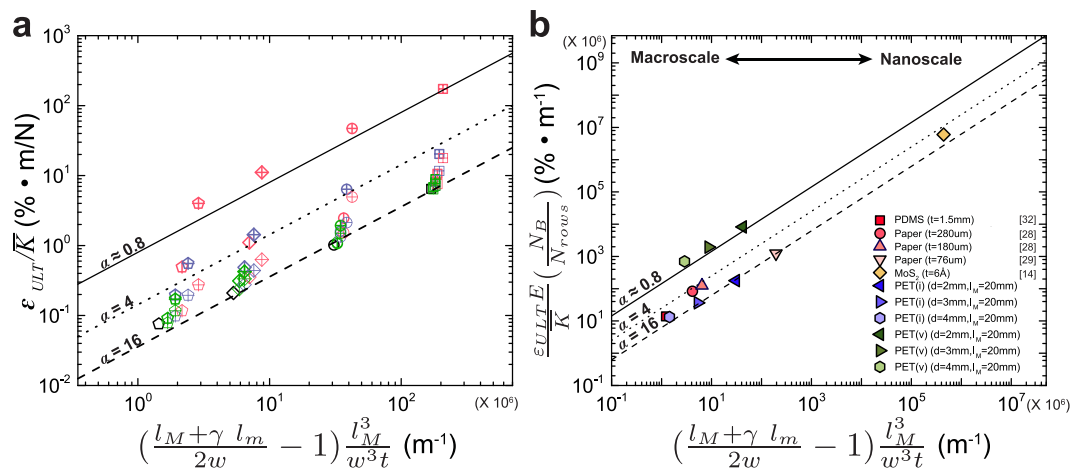 a
10³
10²
10¹
10⁰
10⁻¹
10⁻²
ε_ULT/K̅ (% • m/N)
α ≈ 0.8
α = 4
α = 16
10⁰ 10¹ 10² (X 10⁶)
(l_M+γ l_m / 2w − 1) l_M³ / w³t (m⁻¹)
b
(X 10⁶)
10⁹
10⁷
10⁵
10³
10¹
10⁻¹
ε_ULT E / K̅ (N_B / N_rows) (% • m⁻¹)
Macroscale Nanoscale
α ≈ 0.8
α = 4
α = 16
PDMS (t=1.5mm) [32]
Paper (t=280um) [28]
Paper (t=180um) [28]
Paper (t=76um) [29]
MoS₂ (t=6Å) [14]
PET(i) (d=2mm,l_M=20mm)
PET(i) (d=3mm,l_M=20mm)
PET(i) (d=4mm,l_M=20mm)
PET(v) (d=2mm,l_M=20mm)
PET(v) (d=3mm,l_M=20mm)
PET(v) (d=4mm,l_M=20mm)
10⁻¹ 10¹ 10³ 10⁵ 10⁷ (X 10⁶)
(l_M+γ l_m / 2w − 1) l_M³ / w³t (m⁻¹)